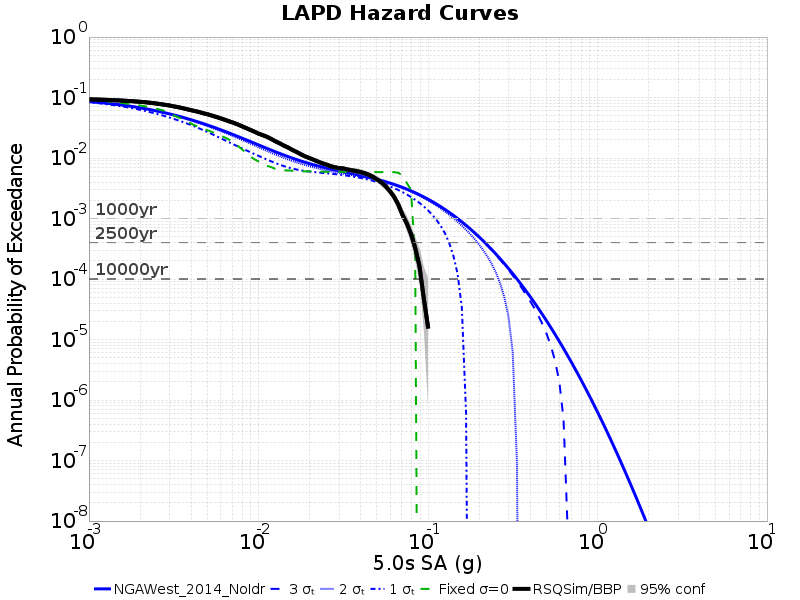 LAPD Hazard Curves
Annual Probability of Exceedance
10^0
10^-1
10^-2
10^-3
10^-4
10^-5
10^-6
10^-7
10^-8
1000yr
2500yr
10000yr
10^-3 10^-2 10^-1 10^0 10^1
5.0s SA (g)
NGAWest_2014_NoIdr 3 σₜ 2 σₜ 1 σₜ Fixed σ=0 RSQSim/BBP 95% conf